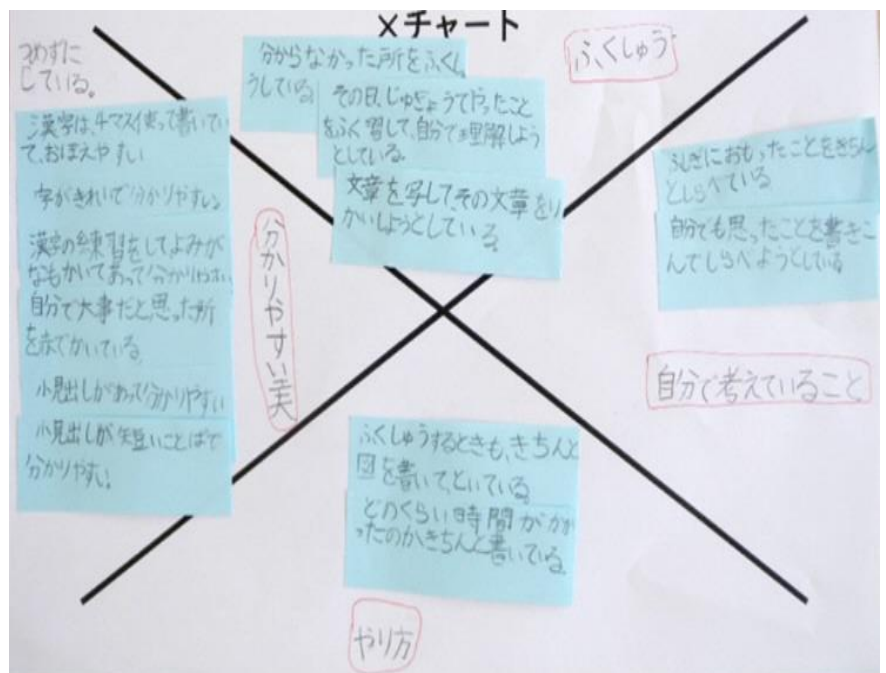 Xチャート
つめずに
している。
漢字は、4マス使って書いてい
て、おぼえやすい
字がきれいで分かりやすい。
漢字の練習をしてよみが
なもかいてあって分かりやすい
自分で大事だと思った所
を赤でかいている。
小見出しがあって分かりやすい
小見出しが短いことばで
分かりやすい!
分かりやすい工夫
分からなかった所をふくしゅ
うしている。
その日、じゅぎょうでやったこと
をふく習して、自分で理解しよう
としている。
文章を写してその文章をり
かいしようとしている。
ふくしゅう
ふしぎにおもったことをきちん
としらべている
自分でも思ったことを書きこ
んでしらべようとしている
自分で考えていること
ふくしゅうするときも、きちんと
図を書いて、といている。
どのくらい時間がかか
ったのかきちんと書いている。
やり方